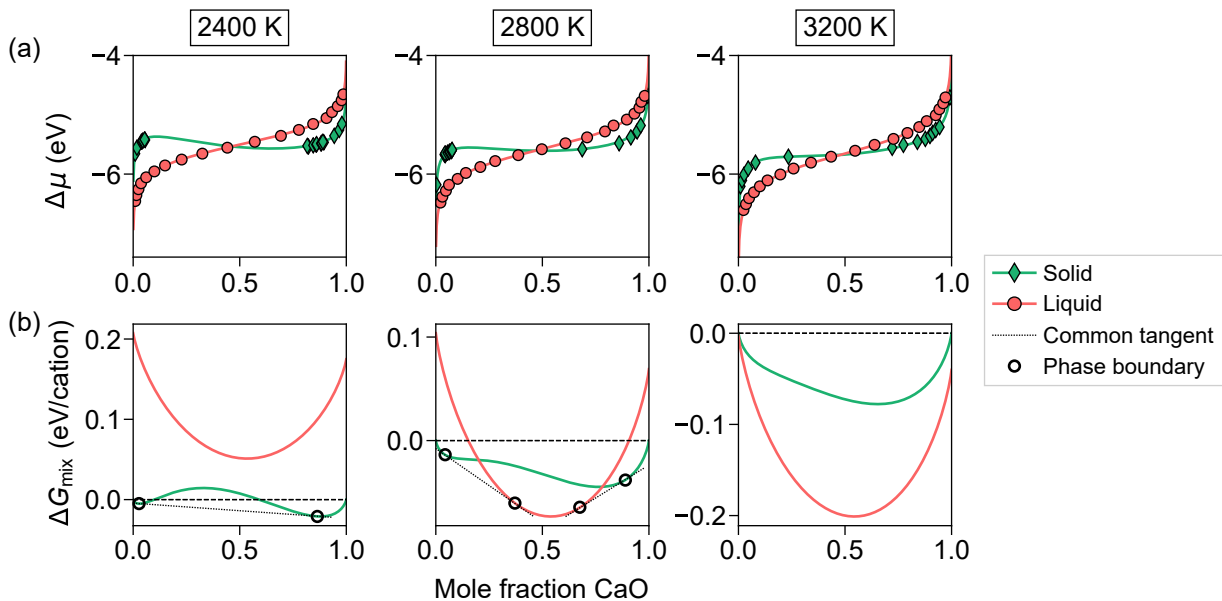 2400 K
2800 K
3200 K
(a)
Δμ (eV)
−4
−6
0.0 0.5 1.0
−4
−6
0.0 0.5 1.0
−4
−6
0.0 0.5 1.0
Solid
Liquid
Common tangent
Phase boundary
(b)
ΔGmix (eV/cation)
0.2
0.1
0.0
0.0 0.5 1.0
0.1
0.0
0.0 0.5 1.0
0.0
−0.1
−0.2
0.0 0.5 1.0
Mole fraction CaO